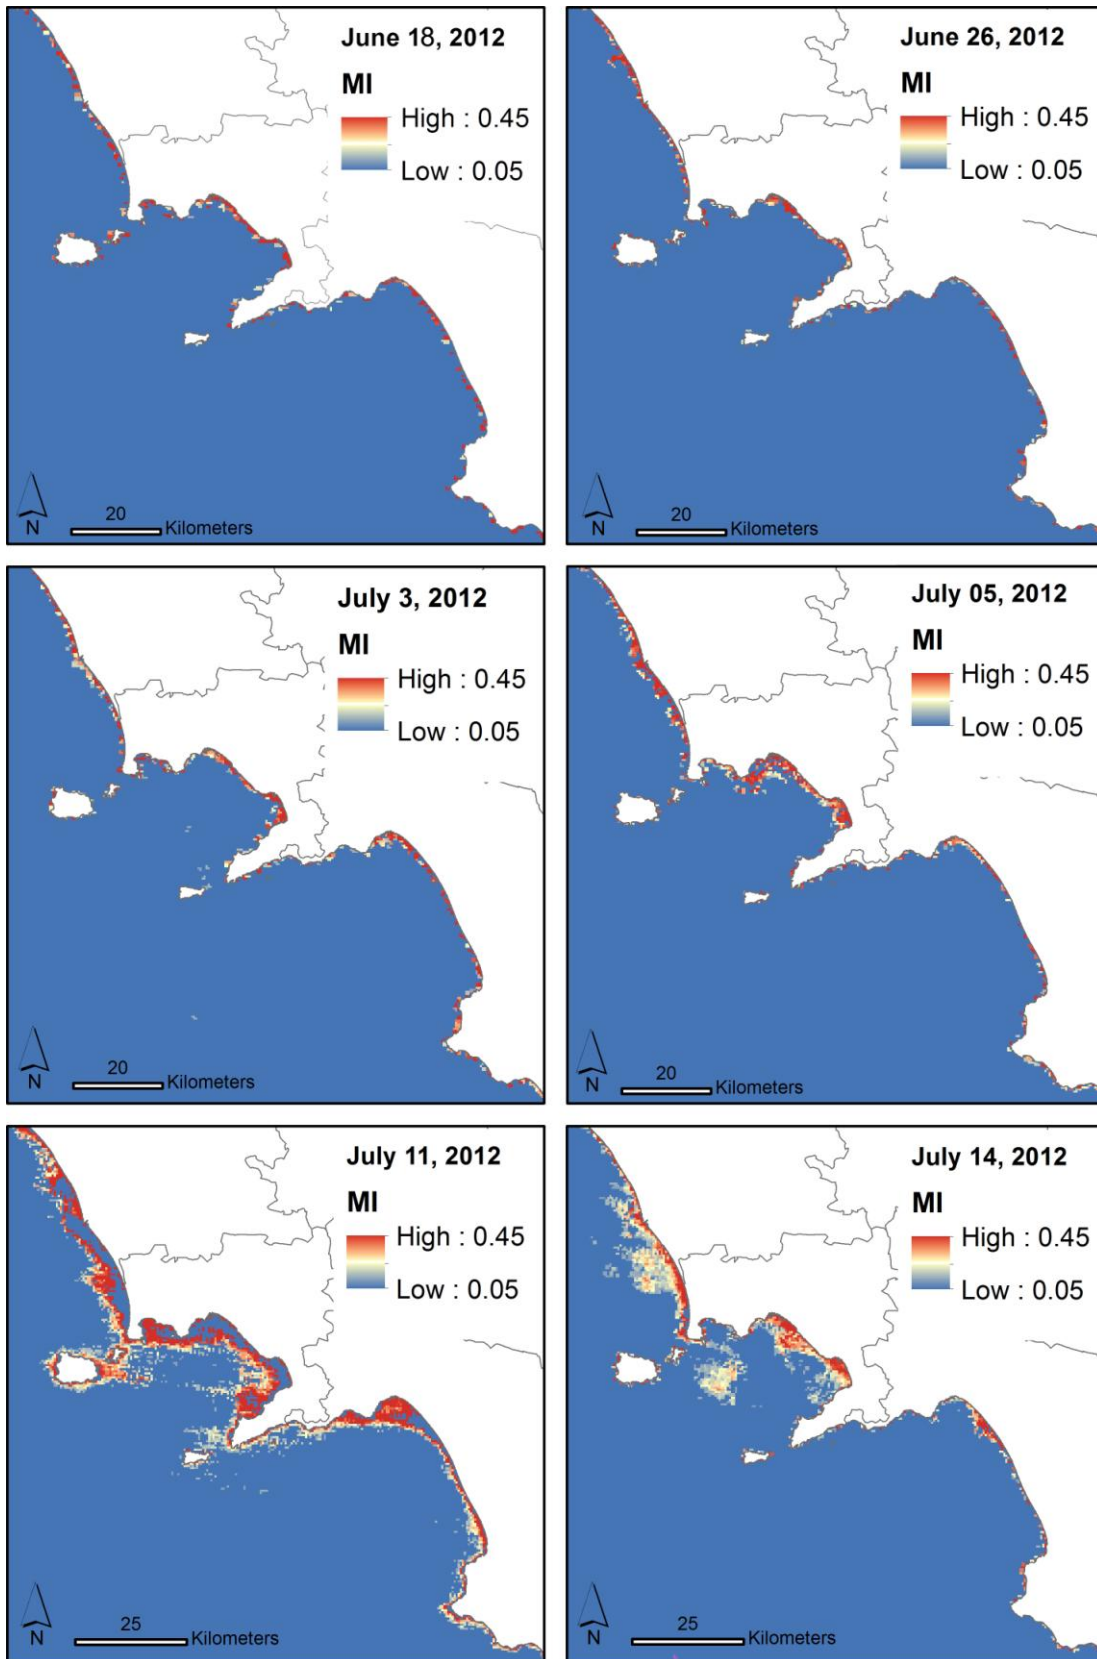 June 18, 2012
MI
High : 0.45
Low : 0.05
20
Kilometers
N
June 26, 2012
MI
High : 0.45
Low : 0.05
20
Kilometers
N
July 3, 2012
MI
High : 0.45
Low : 0.05
20
Kilometers
N
July 05, 2012
MI
High : 0.45
Low : 0.05
20
Kilometers
N
July 11, 2012
MI
High : 0.45
Low : 0.05
25
Kilometers
N
July 14, 2012
MI
High : 0.45
Low : 0.05
25
Kilometers
N